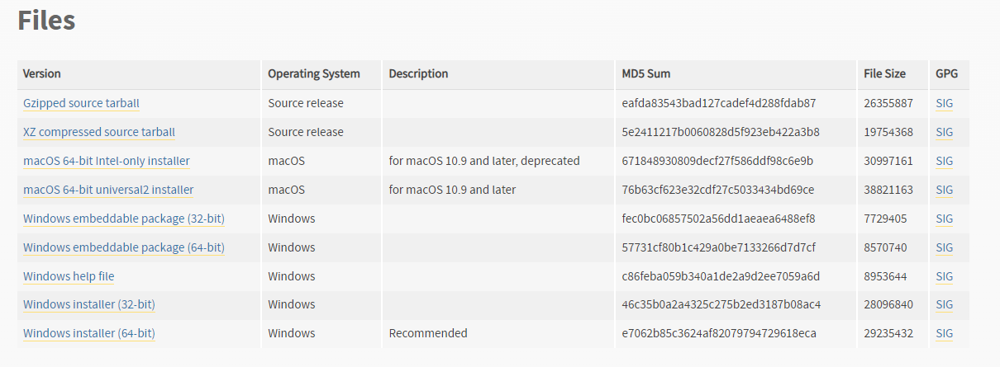 Files
Version Operating System Description MD5 Sum File Size GPG
Gzipped source tarball Source release eafda83543bad127cadef4d288fdab87 26355887 SIG
XZ compressed source tarball Source release 5e2411217b0060828d5f923eb422a3b8 19754368 SIG
macOS 64-bit Intel-only installer macOS for macOS 10.9 and later, deprecated 671848930809decf27f586ddf98c6e9b 30997161 SIG
macOS 64-bit universal2 installer macOS for macOS 10.9 and later 76b63cf623e32cdf27c5033434bd69ce 38821163 SIG
Windows embeddable package (32-bit) Windows fec0bc06857502a56dd1aeaea6488ef8 7729405 SIG
Windows embeddable package (64-bit) Windows 57731cf80b1c429a0be7133266d7d7cf 8570740 SIG
Windows help file Windows c86feba059b340a1de2a9d2ee7059a6d 8953644 SIG
Windows installer (32-bit) Windows 46c35b0a2a4325c275b2ed3187b08ac4 28096840 SIG
Windows installer (64-bit) Windows Recommended e7062b85c3624af82079794729618eca 29235432 SIG